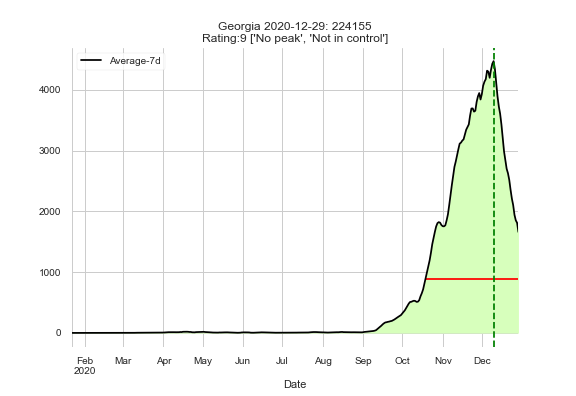 Georgia 2020-12-29: 224155
Rating:9 ['No peak', 'Not in control']
Average-7d
4000
3000
2000
1000
0
Feb Mar Apr May Jun Jul Aug Sep Oct Nov Dec
2020
Date